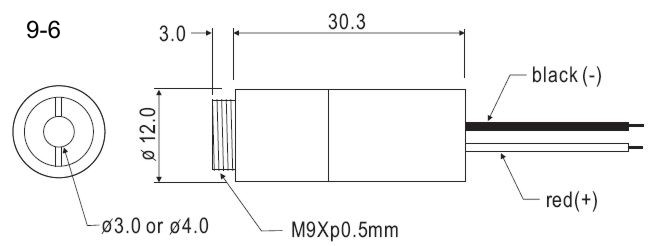 9-6
30.3
3.0
black(-)
ø 12.0
red(+)
ø3.0 or ø4.0
M9Xp0.5mm